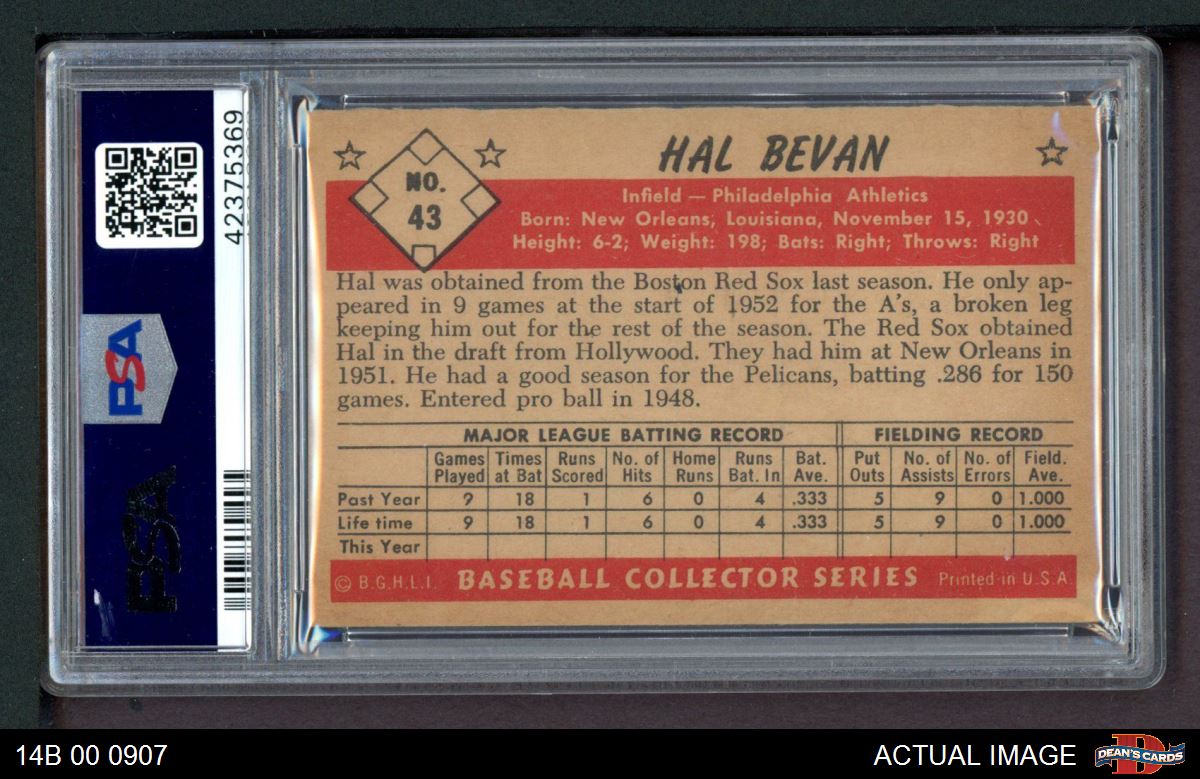 42375369
PSA
PSA
NO.
43
HAL BEVAN
Infield — Philadelphia Athletics
Born: New Orleans, Louisiana, November 15, 1930
Height: 6-2; Weight: 198; Bats: Right; Throws: Right
Hal was obtained from the Boston Red Sox last season. He only ap-
peared in 9 games at the start of 1952 for the A's, a broken leg
keeping him out for the rest of the season. The Red Sox obtained
Hal in the draft from Hollywood. They had him at New Orleans in
1951. He had a good season for the Pelicans, batting .286 for 150
games. Entered pro ball in 1948.
MAJOR LEAGUE BATTING RECORD FIELDING RECORD
Games Times Runs No. of Home Runs Bat. Put No. of No. of Field.
Played at Bat Scored Hits Runs Bat. In Ave. Outs Assists Errors Ave.
Past Year 9 18 1 6 0 4 .333 5 9 0 1.000
Life time 9 18 1 6 0 4 .333 5 9 0 1.000
This Year
© B.G.H.L.I. BASEBALL COLLECTOR SERIES Printed in U.S.A.
14B 00 0907 ACTUAL IMAGE DEAN'S CARDS